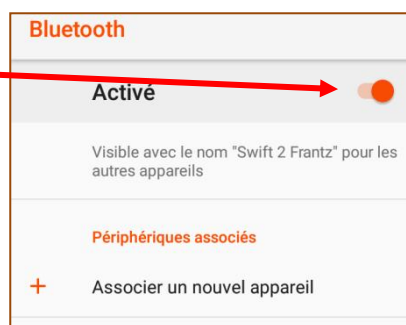 Bluetooth
Activé
Visible avec le nom "Swift 2 Frantz" pour les
autres appareils
Périphériques associés
+ Associer un nouvel appareil